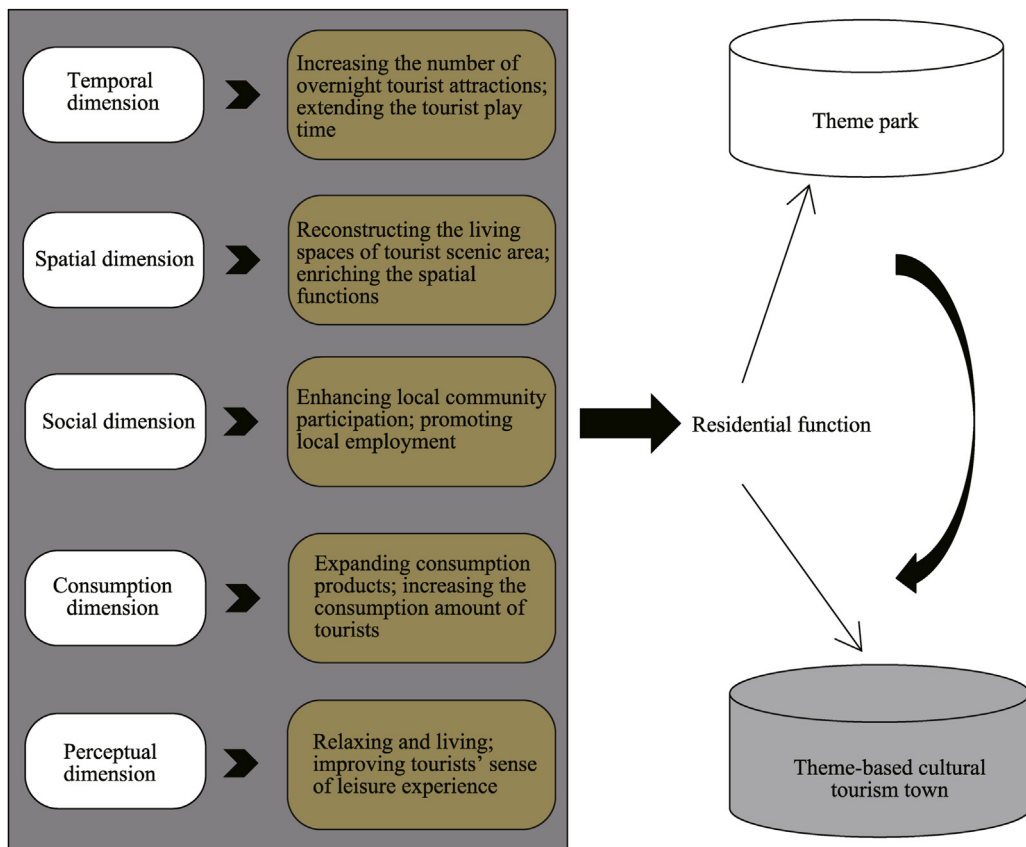 Temporal
dimension
Increasing the number of
overnight tourist attractions;
extending the tourist play
time
Spatial dimension
Reconstructing the living
spaces of tourist scenic area;
enriching the spatial
functions
Social dimension
Enhancing local community
participation; promoting
local employment
Consumption
dimension
Expanding consumption
products; increasing the
consumption amount of
tourists
Perceptual
dimension
Relaxing and living;
improving tourists’ sense
of leisure experience
Residential function
Theme park
Theme-based cultural
tourism town